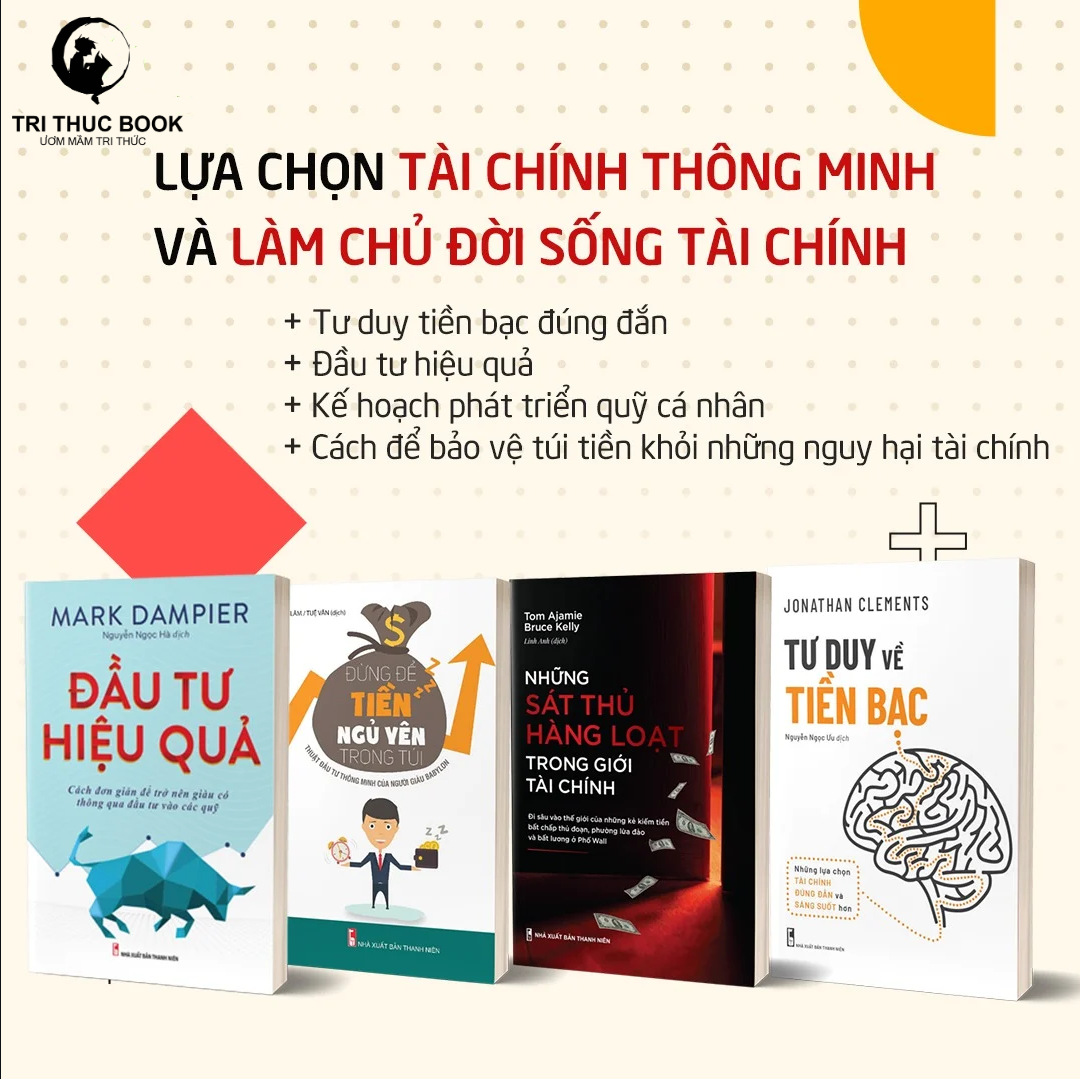 TRI THUC BOOK
ƯƠM MẦM TRI THỨC
LỰA CHỌN TÀI CHÍNH THÔNG MINH
VÀ LÀM CHỦ ĐỜI SỐNG TÀI CHÍNH
+ Tư duy tiền bạc đúng đắn
+ Đầu tư hiệu quả
+ Kế hoạch phát triển quỹ cá nhân
+ Cách để bảo vệ túi tiền khỏi những nguy hại tài chính
MARK DAMPIER
Nguyễn Ngọc Hà dịch
ĐẦU TƯ
HIỆU QUẢ
Cách đơn giản để trở nên giàu có
thông qua đầu tư vào các quỹ
NHÀ XUẤT BẢN THANH NIÊN
LÂM / TUỆ VĂN (dịch)
$
ĐỪNG ĐỂ
TIỀN
NGỦ YÊN
TRONG TÚI
zzz
THUẬT ĐẦU TƯ THÔNG MINH CỦA NGƯỜI GIÀU BABYLON
zzz
NHÀ XUẤT BẢN THANH NIÊN
Tom Ajamie
Bruce Kelly
Linh Anh (dịch)
NHỮNG
SÁT THỦ
HÀNG LOẠT
TRONG GIỚI
TÀI CHÍNH
Đi sâu vào thế giới của những kẻ kiếm tiền
bất chấp thủ đoạn, phường lừa đảo
và bất lương ở Phố Wall
NHÀ XUẤT BẢN THANH NIÊN
JONATHAN CLEMENTS
TƯ DUY VỀ
TIỀN BẠC
Nguyễn Ngọc Ưu dịch
Những lựa chọn
TÀI CHÍNH
ĐÚNG ĐẮN và
SÁNG SUỐT hơn
NHÀ XUẤT BẢN THANH NIÊN